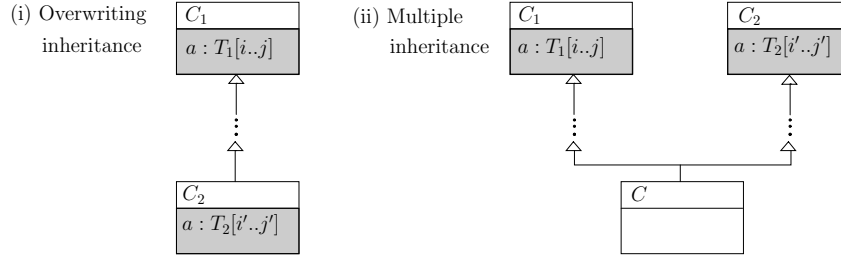 (i) Overwriting
inheritance
C₁
a : T₁[i..j]
C₂
a : T₂[i'..j']
(ii) Multiple
inheritance
C₁
a : T₁[i..j]
C₂
a : T₂[i'..j']
C